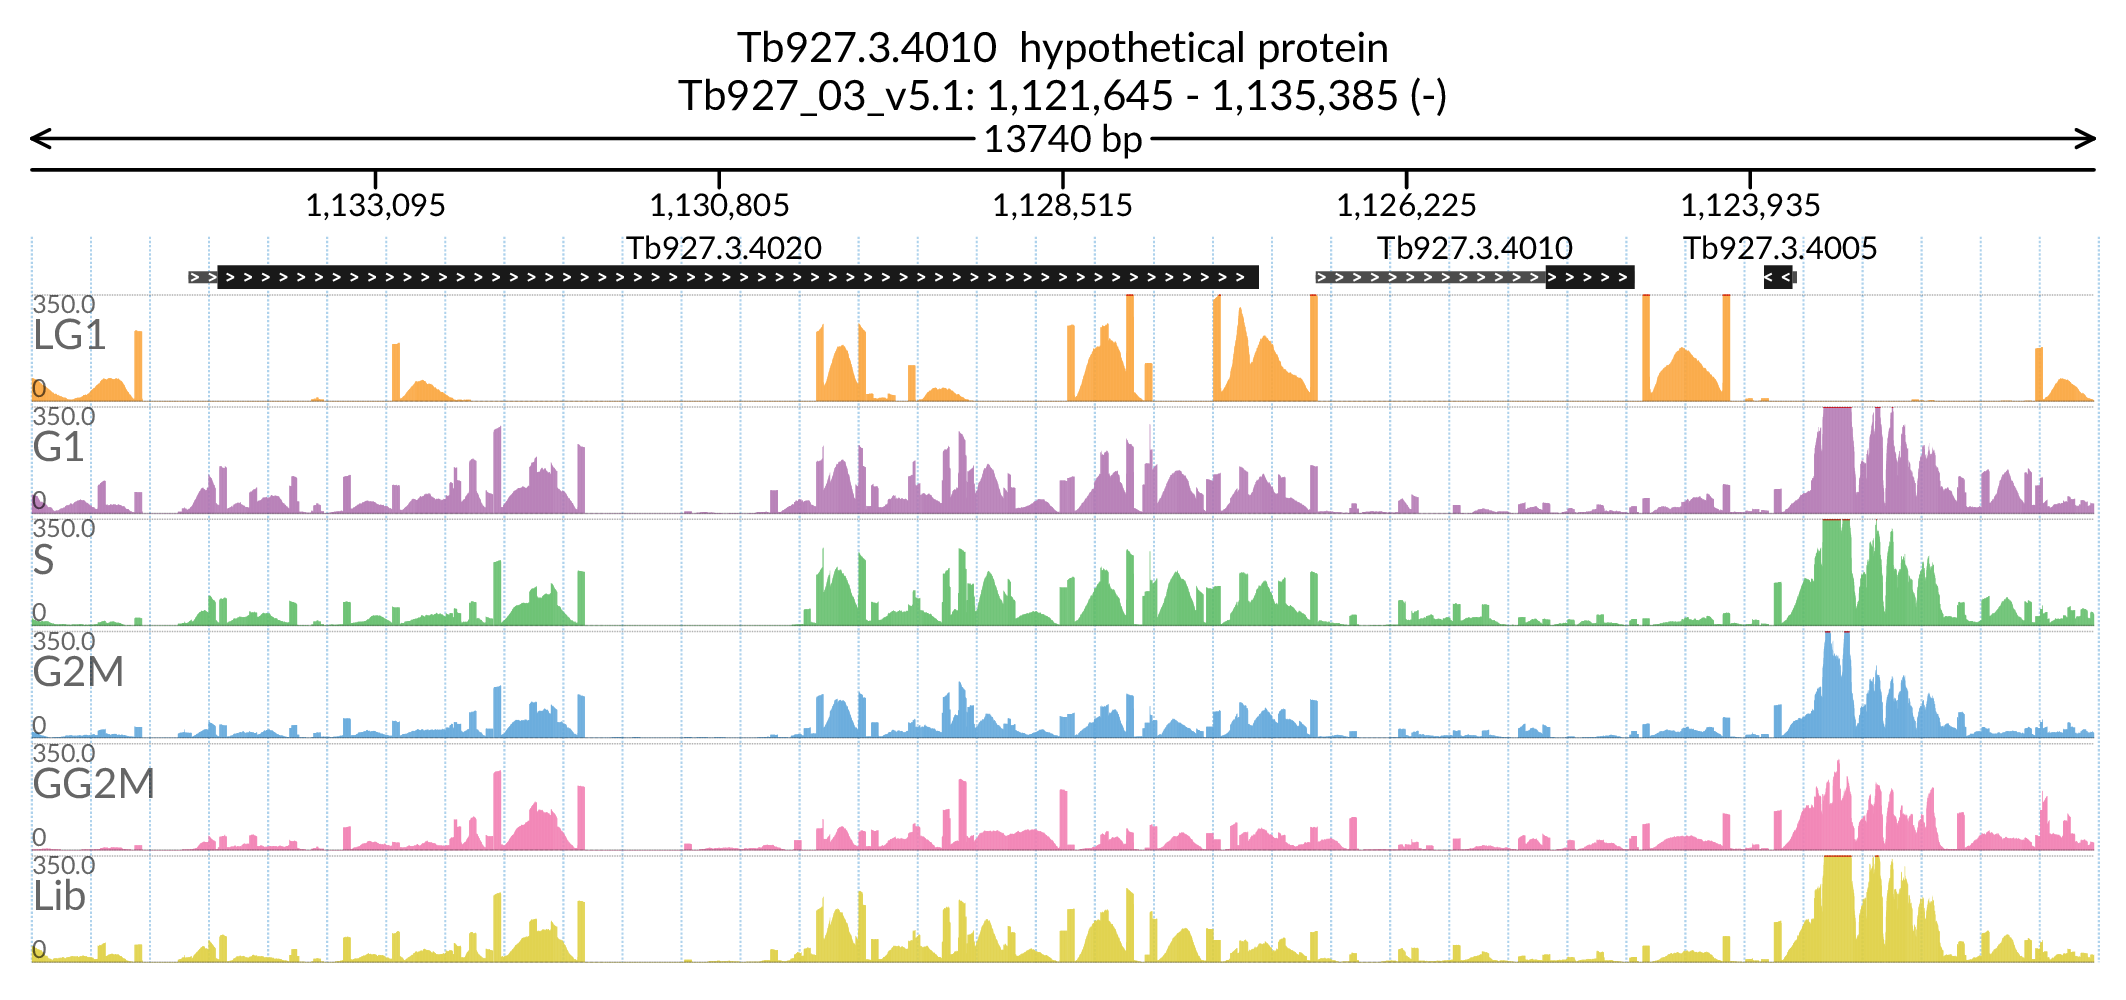 Tb927.3.4010  hypothetical protein
Tb927_03_v5.1: 1,121,645 - 1,135,385 (-)
13740 bp
1,133,095 1,130,805 1,128,515 1,126,225 1,123,935
Tb927.3.4020 Tb927.3.4010 Tb927.3.4005
350.0
LG1
0
350.0
G1
0
350.0
S
0
350.0
G2M
0
350.0
GG2M
0
350.0
Lib
0